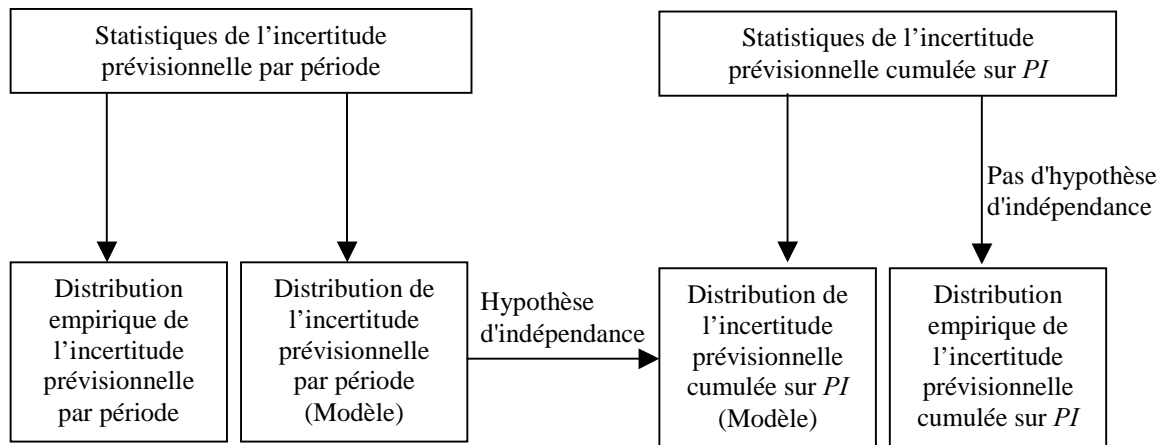 Statistiques de l’incertitude
prévisionnelle par période
Statistiques de l’incertitude
prévisionnelle cumulée sur PI
Pas d'hypothèse
d'indépendance
Distribution
empirique de
l’incertitude
prévisionnelle
par période
Distribution de
l’incertitude
prévisionnelle
par période
(Modèle)
Hypothèse
d'indépendance
Distribution de
l’incertitude
prévisionnelle
cumulée sur PI
(Modèle)
Distribution
empirique de
l’incertitude
prévisionnelle
cumulée sur PI